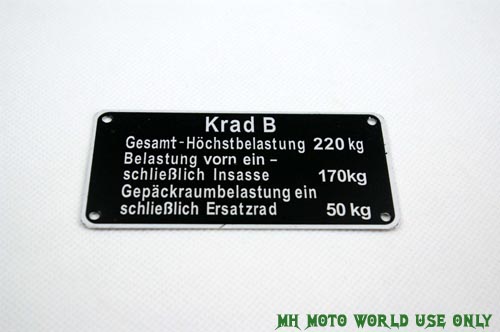 Krad B
Gesamt-Höchstbelastung 220 kg
Belastung vorn ein-
schließlich Insasse 170kg
Gepäckraumbelastung ein
schließlich Ersatzrad 50 kg
MH MOTO WORLD USE ONLY